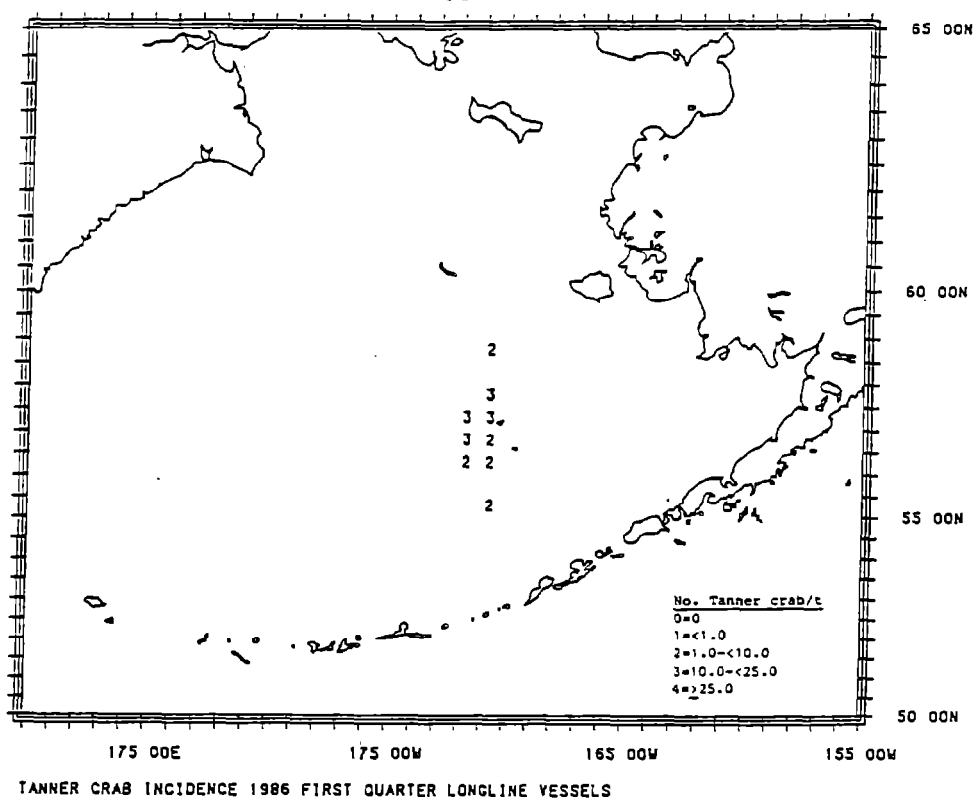 65 00N
60 00N
2
3
3 3
3 2
2 2
2
55 00N
No. Tanner crab/t
0=0
1=<1.0
2=1.0-<10.0
3=10.0-<25.0
4=≥25.0
50 00N
175 00E 175 00W 165 00W 155 00W
TANNER CRAB INCIDENCE 1986 FIRST QUARTER LONGLINE VESSELS